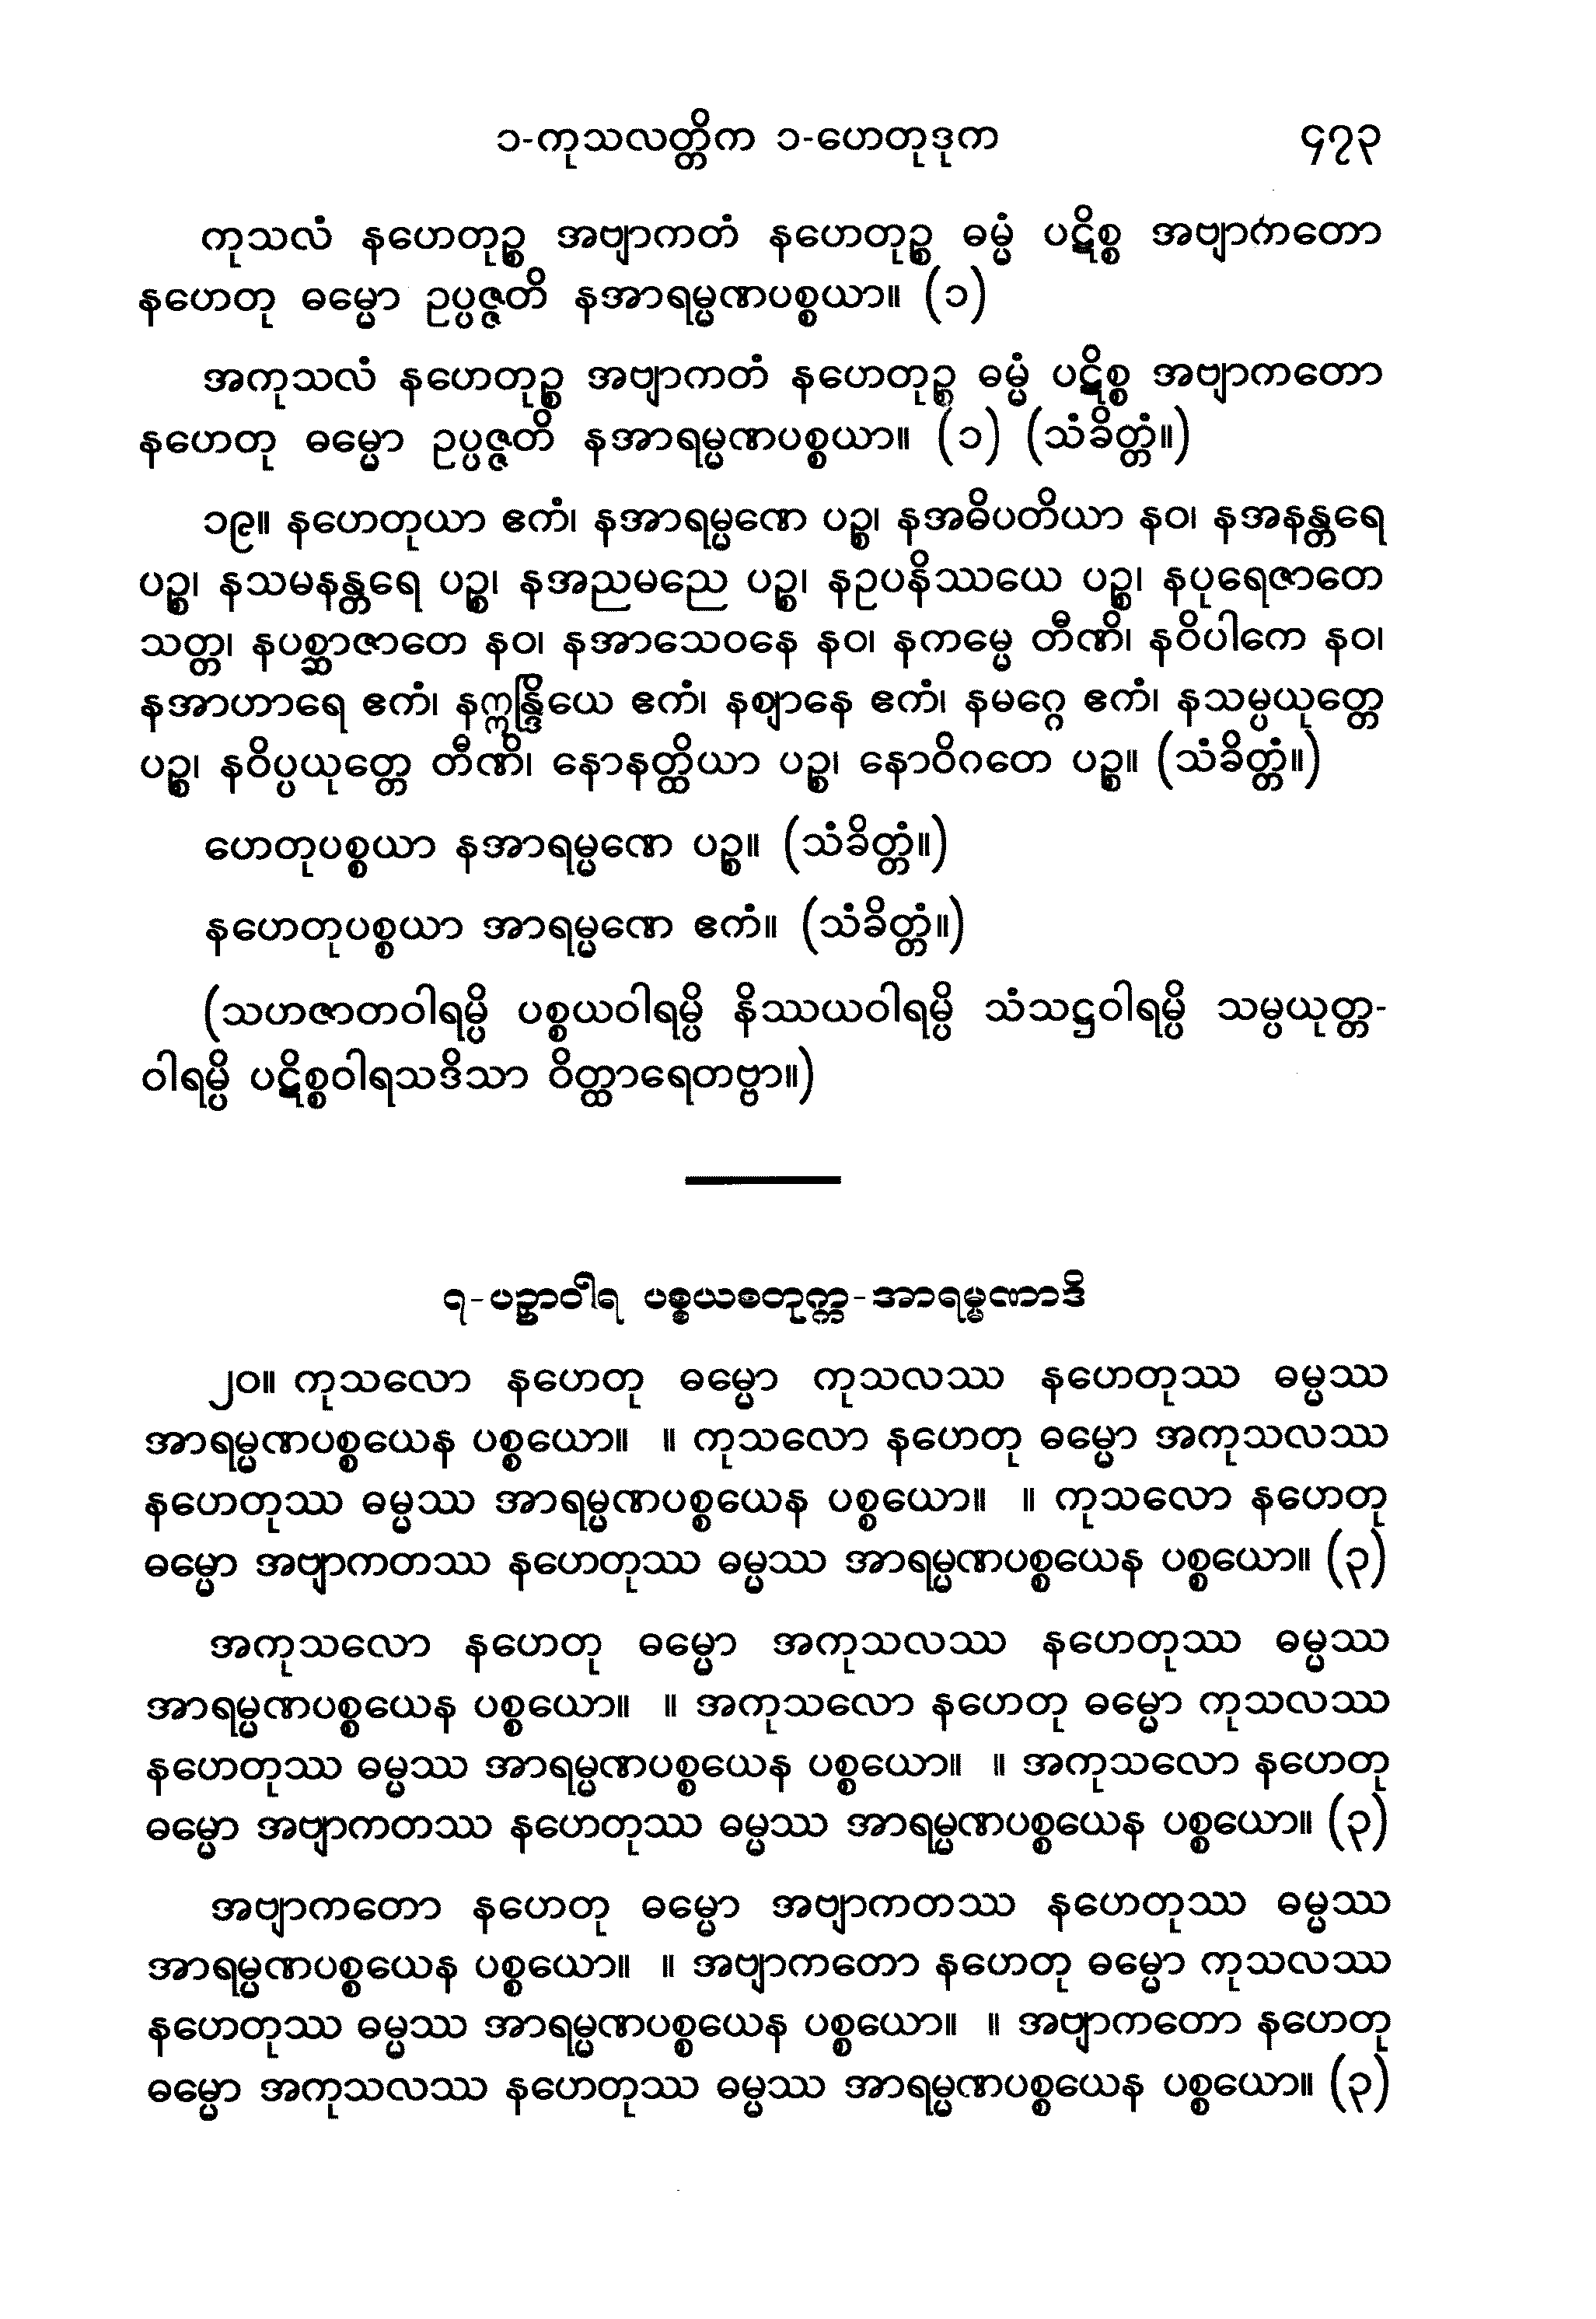 ၁-ကုသလတ္တိက ၁-ဟေတုဒုက ၄၇၃
ကုသလံ နဟေတုဉ္စ အဗျာကတံ နဟေတုဉ္စ ဓမ္မံ ပဋိစ္စ အဗျာကတော
နဟေတု ဓမ္မော ဥပ္ပဇ္ဇတိ နအာရမ္မဏပစ္စယာ။ (၁)
အကုသလံ နဟေတုဉ္စ အဗျာကတံ နဟေတုဉ္စ ဓမ္မံ ပဋိစ္စ အဗျာကတော
နဟေတု ဓမ္မော ဥပ္ပဇ္ဇတိ နအာရမ္မဏပစ္စယာ။ (၁) (သံခိတ္တံ။)
၁၉။ နဟေတုယာ ဧကံ၊ နအာရမ္မဏေ ပဉ္စ၊ နအဓိပတိယာ နဝ၊ နအနန္တရေ
ပဉ္စ၊ နသမနန္တရေ ပဉ္စ၊ နအညမညေ ပဉ္စ၊ နဥပနိဿယေ ပဉ္စ၊ နပုရေဇာတေ
သတ္တ၊ နပစ္ဆာဇာတေ နဝ၊ နအာသေဝနေ နဝ၊ နကမ္မေ တီဏိ၊ နဝိပါကေ နဝ၊
နအာဟာရေ ဧကံ၊ နဣန္ဒြိယေ ဧကံ၊ နဈာနေ ဧကံ၊ နမဂ္ဂေ ဧကံ၊ နသမ္ပယုတ္တေ
ပဉ္စ၊ နဝိပ္ပယုတ္တေ တီဏိ၊ နောနတ္ထိယာ ပဉ္စ၊ နောဝိဂတေ ပဉ္စ။ (သံခိတ္တံ။)
ဟေတုပစ္စယာ နအာရမ္မဏေ ပဉ္စ။ (သံခိတ္တံ။)
နဟေတုပစ္စယာ အာရမ္မဏေ ဧကံ။ (သံခိတ္တံ။)
(သဟဇာတဝါရမ္ပိ ပစ္စယဝါရမ္ပိ နိဿယဝါရမ္ပိ သံသဋ္ဌဝါရမ္ပိ သမ္ပယုတ္တ-
ဝါရမ္ပိ ပဋိစ္စဝါရသဒိသာ ဝိတ္ထာရေတဗ္ဗာ။)
၇-ပဉှာဝါရ ပစ္စယစတုက္က-အာရမ္မဏာဒိ
၂၀။ ကုသလော နဟေတု ဓမ္မော ကုသလဿ နဟေတုဿ ဓမ္မဿ
အာရမ္မဏပစ္စယေန ပစ္စယော။ ။ ကုသလော နဟေတု ဓမ္မော အကုသလဿ
နဟေတုဿ ဓမ္မဿ အာရမ္မဏပစ္စယေန ပစ္စယော။ ။ ကုသလော နဟေတု
ဓမ္မော အဗျာကတဿ နဟေတုဿ ဓမ္မဿ အာရမ္မဏပစ္စယေန ပစ္စယော။ (၃)
အကုသလော နဟေတု ဓမ္မော အကုသလဿ နဟေတုဿ ဓမ္မဿ
အာရမ္မဏပစ္စယေန ပစ္စယော။ ။ အကုသလော နဟေတု ဓမ္မော ကုသလဿ
နဟေတုဿ ဓမ္မဿ အာရမ္မဏပစ္စယေန ပစ္စယော။ ။ အကုသလော နဟေတု
ဓမ္မော အဗျာကတဿ နဟေတုဿ ဓမ္မဿ အာရမ္မဏပစ္စယေန ပစ္စယော။ (၃)
အဗျာကတော နဟေတု ဓမ္မော အဗျာကတဿ နဟေတုဿ ဓမ္မဿ
အာရမ္မဏပစ္စယေန ပစ္စယော။ ။ အဗျာကတော နဟေတု ဓမ္မော ကုသလဿ
နဟေတုဿ ဓမ္မဿ အာရမ္မဏပစ္စယေန ပစ္စယော။ ။ အဗျာကတော နဟေတု
ဓမ္မော အကုသလဿ နဟေတုဿ ဓမ္မဿ အာရမ္မဏပစ္စယေန ပစ္စယော။ (၃)